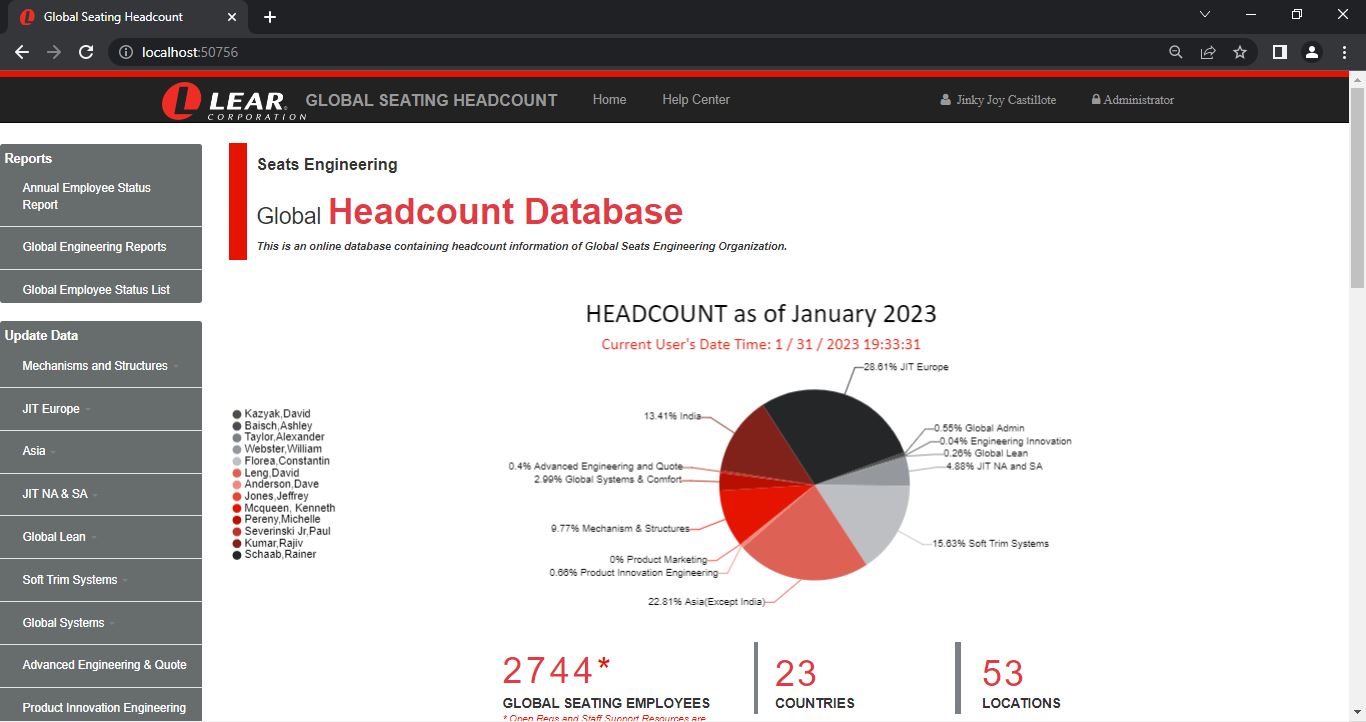 Global Seating Headcount
localhost:50756
LEAR.
CORPORATION
GLOBAL SEATING HEADCOUNT
Home
Help Center
Jinky Joy Castillote
Administrator
Reports
Annual Employee Status
Report
Global Engineering Reports
Global Employee Status List
Update Data
Mechanisms and Structures
JIT Europe
Asia
JIT NA & SA
Global Lean
Soft Trim Systems
Global Systems
Advanced Engineering & Quote
Product Innovation Engineering
Seats Engineering
Global Headcount Database
This is an online database containing headcount information of Global Seats Engineering Organization.
HEADCOUNT as of January 2023
Current User's Date Time: 1 / 31 / 2023 19:33:31
Kazyak,David
Baisch,Ashley
Taylor,Alexander
Webster,William
Florea,Constantin
Leng,David
Anderson,Dave
Jones,Jeffrey
Mcqueen, Kenneth
Pereny,Michelle
Severinski Jr,Paul
Kumar,Rajiv
Schaab,Rainer
28.61% JIT Europe
13.41% India
0.55% Global Admin
0.04% Engineering Innovation
0.26% Global Lean
4.88% JIT NA and SA
0.4% Advanced Engineering and Quote
2.99% Global Systems & Comfort
9.77% Mechanism & Structures
15.63% Soft Trim Systems
0% Product Marketing
0.66% Product Innovation Engineering
22.81% Asia(Except India)
2744*
GLOBAL SEATING EMPLOYEES
* Open Reqs and Staff Support Resources are
23
COUNTRIES
53
LOCATIONS